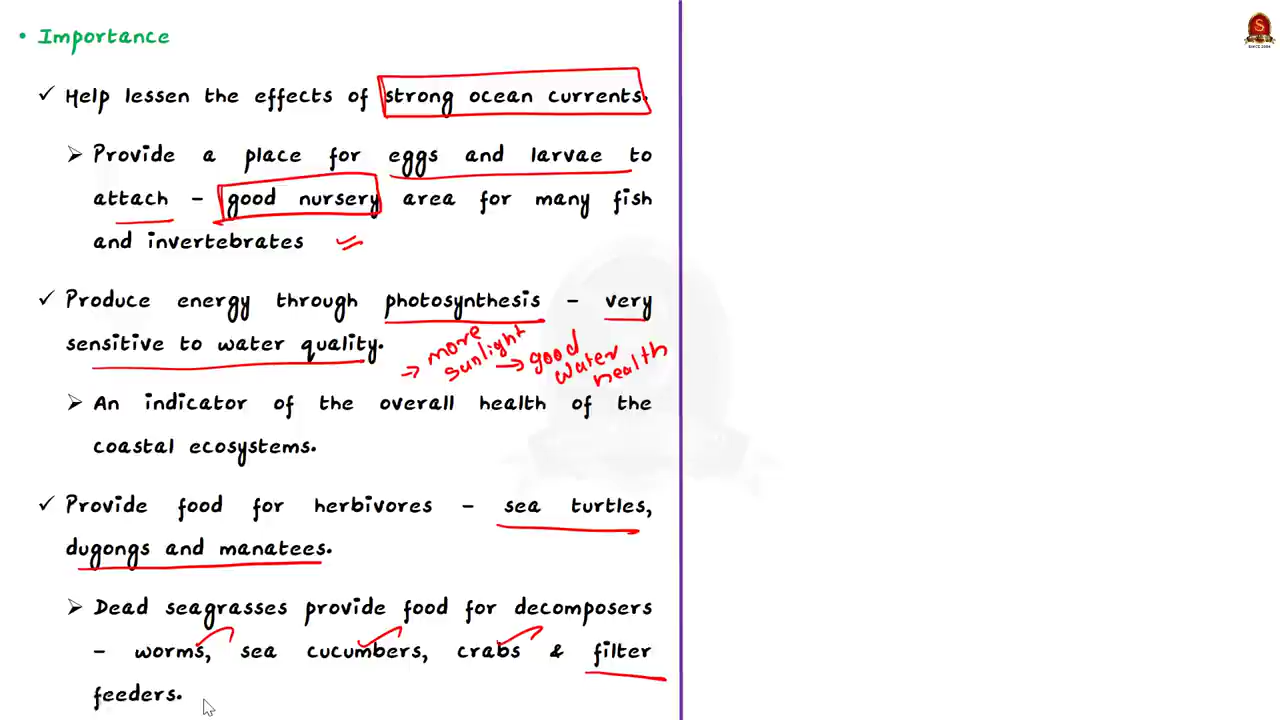 • Importance
✓ Help lessen the effects of strong ocean currents.
➢ Provide a place for eggs and larvae to
attach – good nursery area for many fish
and invertebrates
✓ Produce energy through photosynthesis – very
sensitive to water quality.
→ more sunlight → good water health
➢ An indicator of the overall health of the
coastal ecosystems.
✓ Provide food for herbivores – sea turtles,
dugongs and manatees.
➢ Dead seagrasses provide food for decomposers
– worms, sea cucumbers, crabs & filter
feeders.
S
SINCE 2004